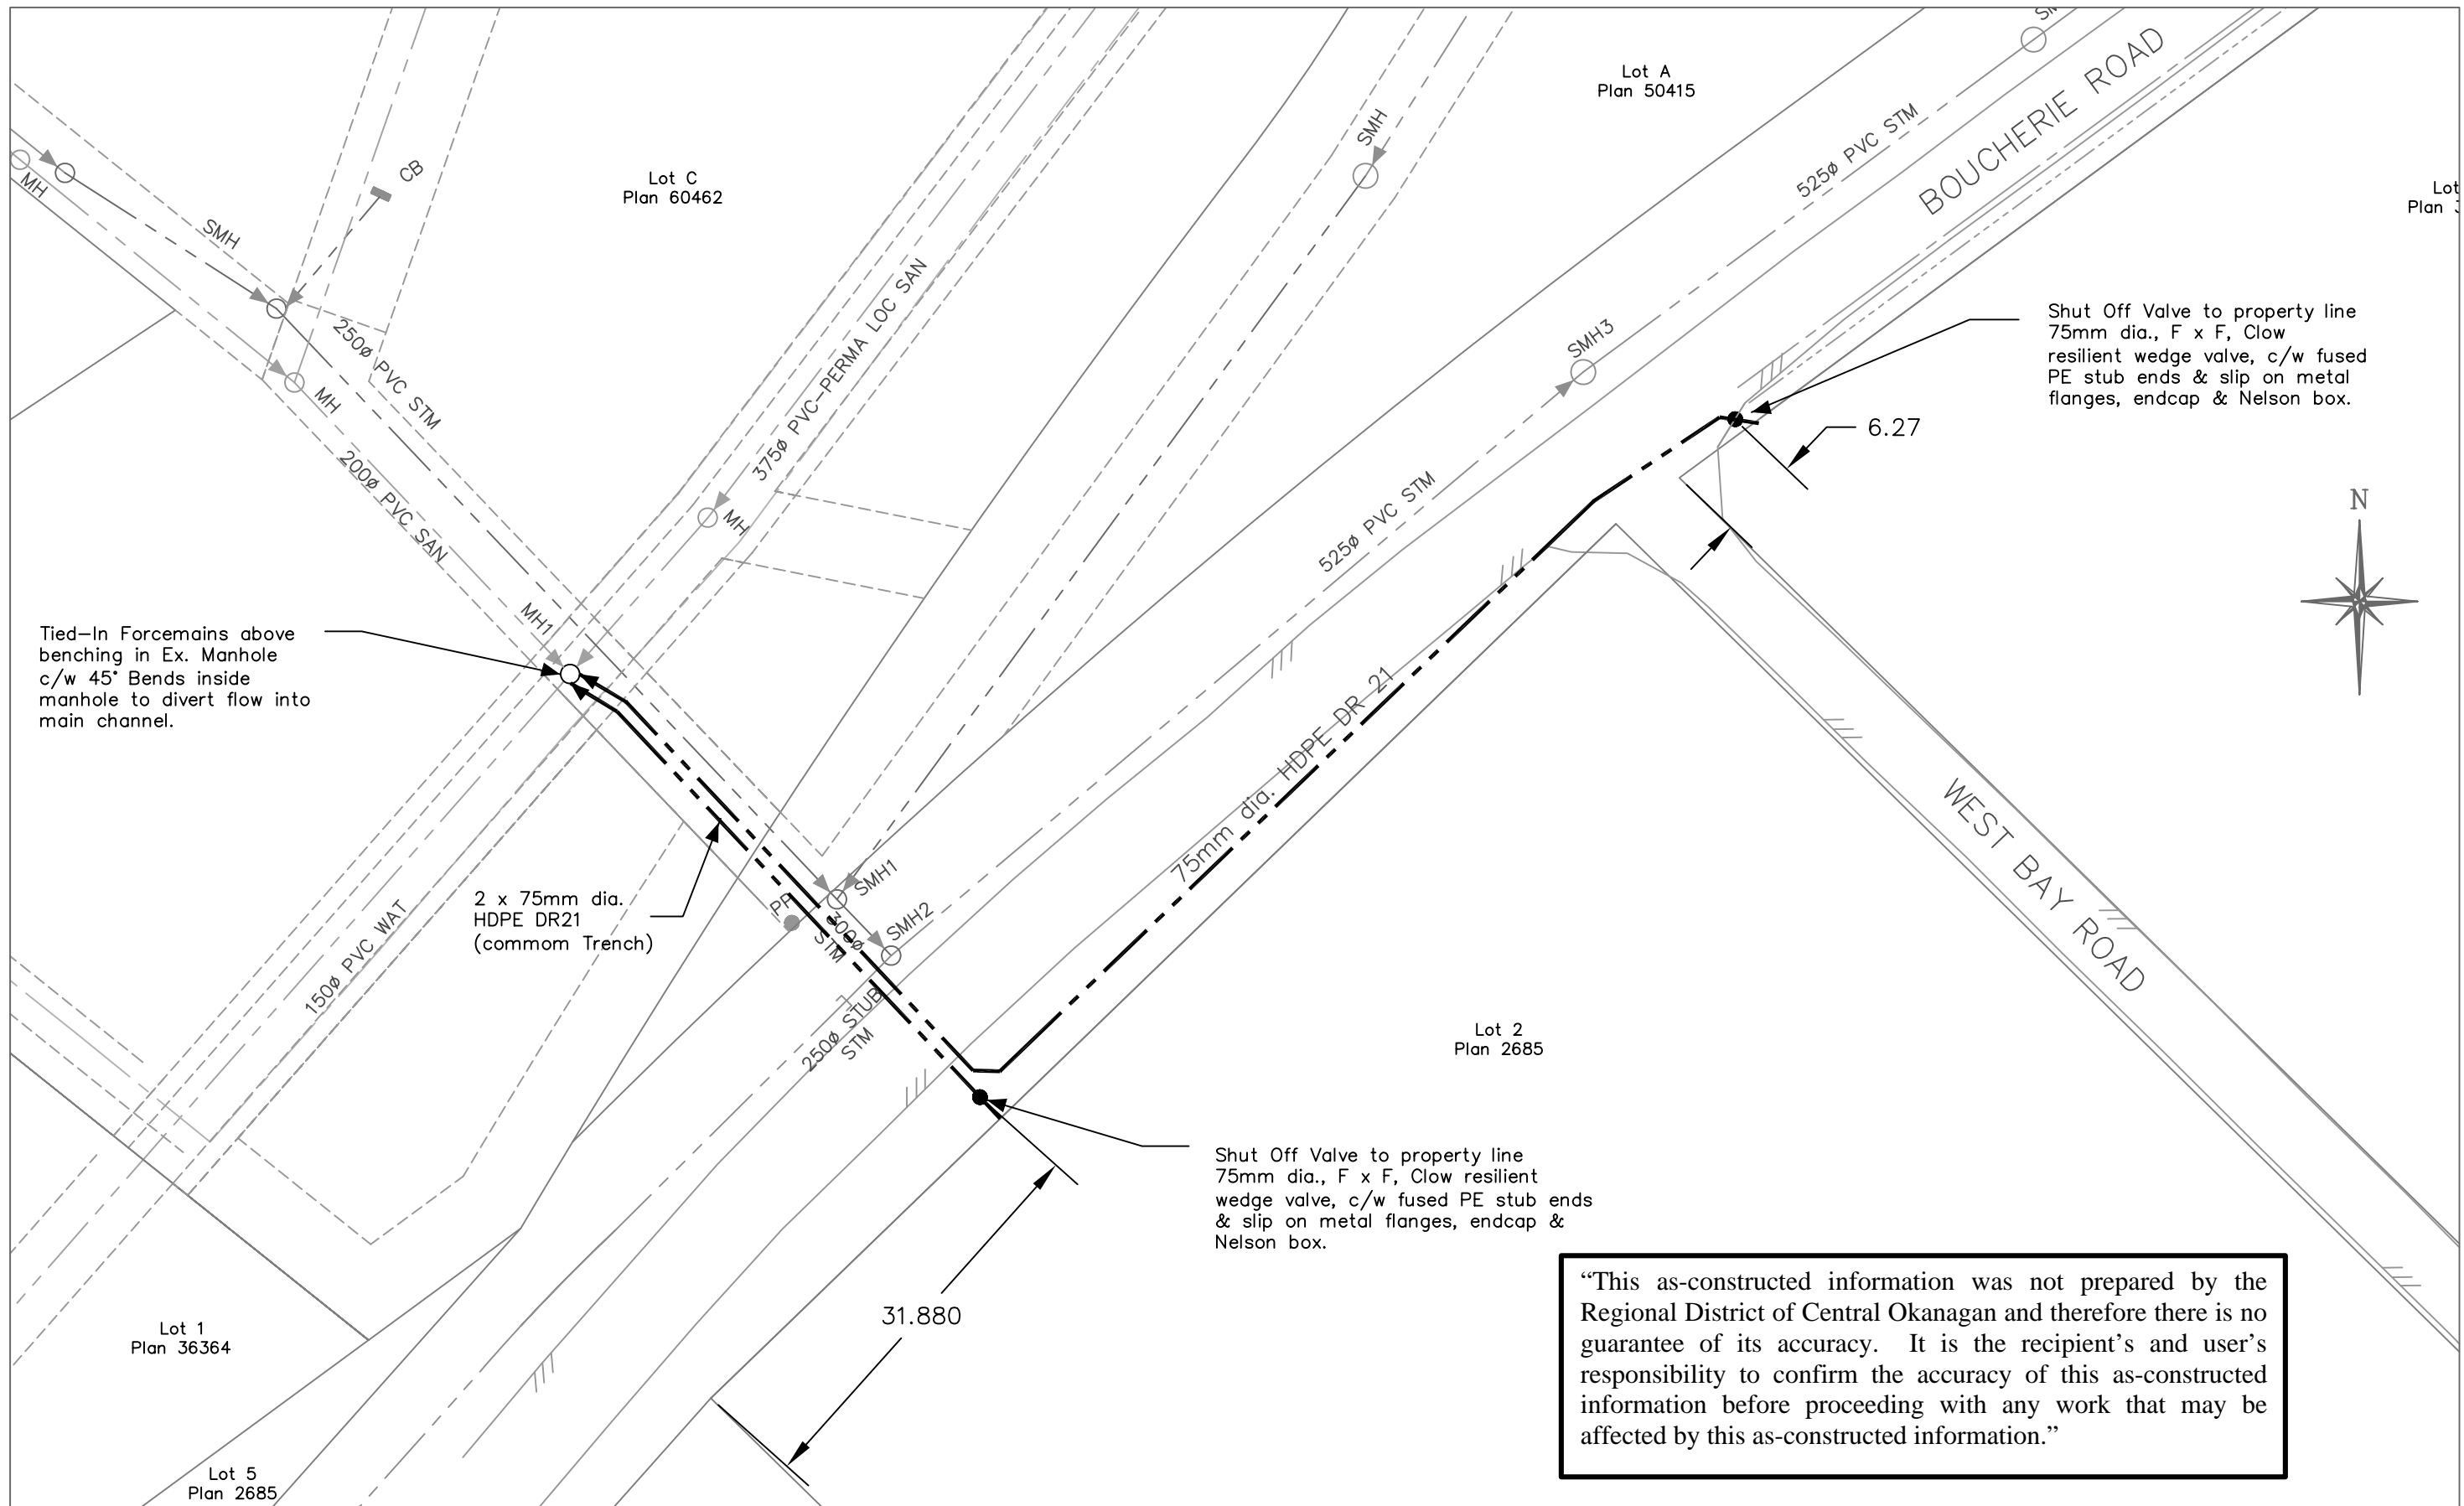 Lot A
Plan 50415
BOUCHERIE ROAD
525ø PVC STM
SMH
CB
MH
Lot C
Plan 60462
Lot
Plan
SMH
250ø PVC STM
MH
200ø PVC SAN
375ø PVC-PERMA LOC SAN
MH
SMH3
525ø PVC STM
Shut Off Valve to property line
75mm dia., F x F, Clow
resilient wedge valve, c/w fused
PE stub ends & slip on metal
flanges, endcap & Nelson box.
6.27
N
MH1
Tied-In Forcemains above
benching in Ex. Manhole
c/w 45° Bends inside
manhole to divert flow into
main channel.
75mm dia. HDPE DR 21
WEST BAY ROAD
2 x 75mm dia.
HDPE DR21
(commom Trench)
PP
SMH1
300ø
STM
SMH2
150ø PVC WAT
250ø STUB
STM
Lot 2
Plan 2685
Shut Off Valve to property line
75mm dia., F x F, Clow resilient
wedge valve, c/w fused PE stub ends
& slip on metal flanges, endcap &
Nelson box.
31.880
Lot 1
Plan 36364
Lot 5
Plan 2685
“This as-constructed information was not prepared by the
Regional District of Central Okanagan and therefore there is no
guarantee of its accuracy. It is the recipient’s and user’s
responsibility to confirm the accuracy of this as-constructed
information before proceeding with any work that may be
affected by this as-constructed information.”